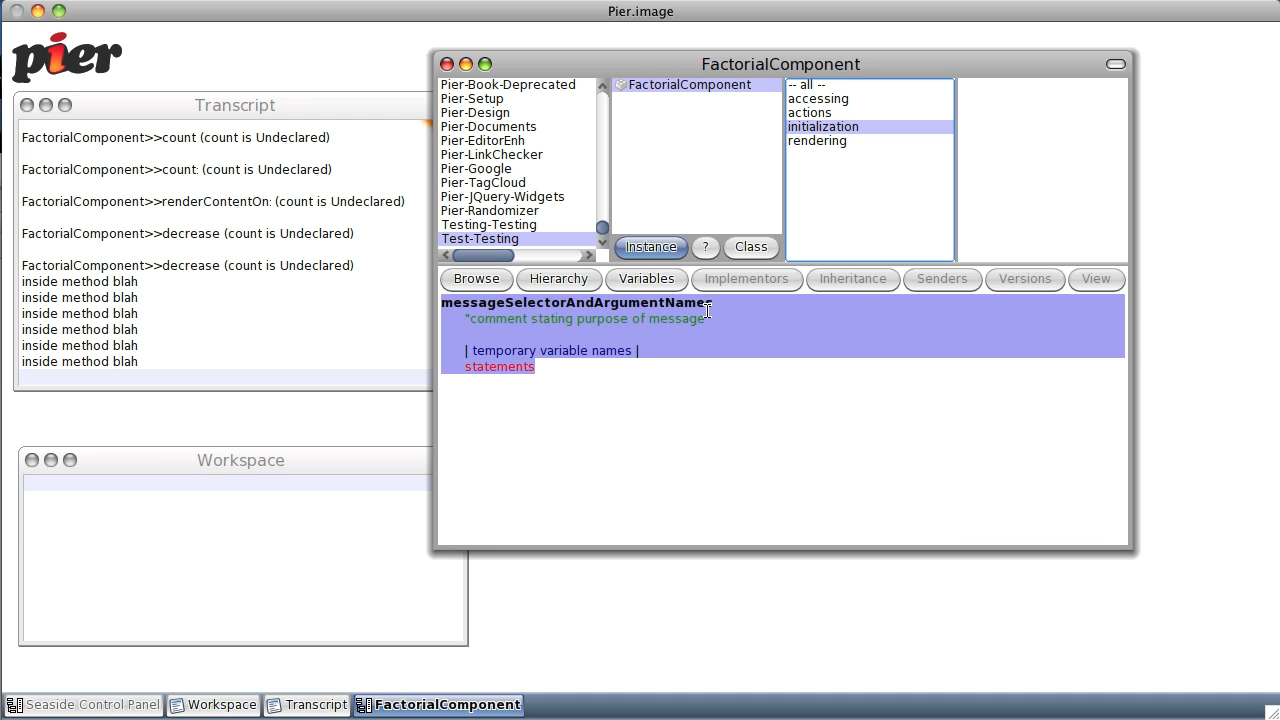 Pier.image
pier
Transcript
FactorialComponent>>count (count is Undeclared)
FactorialComponent>>count: (count is Undeclared)
FactorialComponent>>renderContentOn: (count is Undeclared)
FactorialComponent>>decrease (count is Undeclared)
FactorialComponent>>decrease (count is Undeclared)
inside method blah
inside method blah
inside method blah
inside method blah
inside method blah
inside method blah
Workspace
FactorialComponent
Pier-Book-Deprecated
Pier-Setup
Pier-Design
Pier-Documents
Pier-EditorEnh
Pier-LinkChecker
Pier-Google
Pier-TagCloud
Pier-JQuery-Widgets
Pier-Randomizer
Testing-Testing
Test-Testing
FactorialComponent
Instance ? Class
-- all --
accessing
actions
initialization
rendering
Browse Hierarchy Variables Implementors Inheritance Senders Versions View
messageSelectorAndArgumentNames
"comment stating purpose of message"
| temporary variable names |
statements
Seaside Control Panel Workspace Transcript FactorialComponent